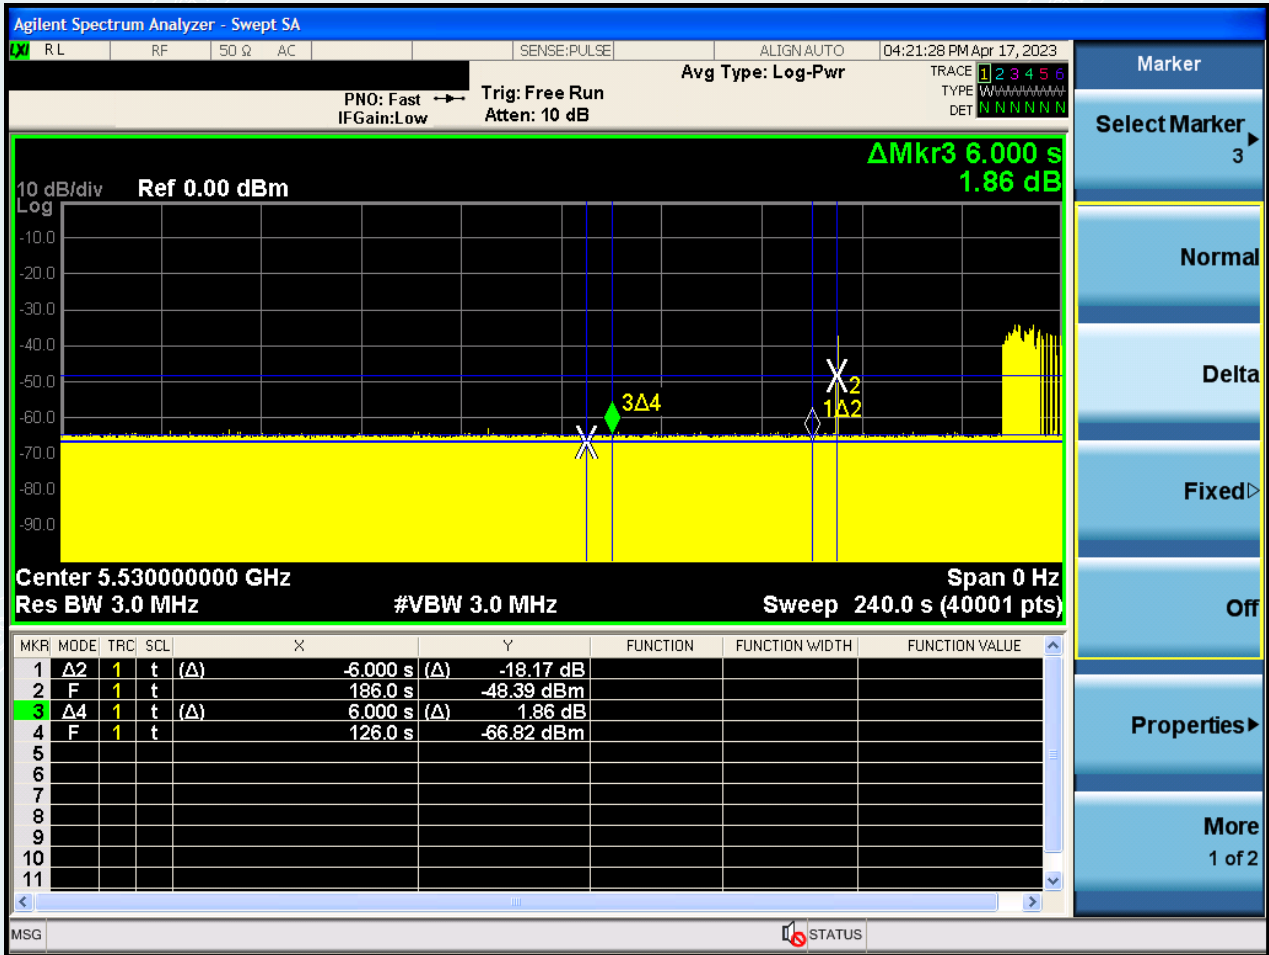 Agilent Spectrum Analyzer - Swept SA
LXI RL RF 50 Ω AC SENSE:PULSE ALIGN AUTO 04:21:28 PM Apr 17, 2023
PNO: Fast
IFGain:Low
Trig: Free Run
Atten: 10 dB
Avg Type: Log-Pwr
TRACE 1 2 3 4 5 6
TYPE WWWWWW
DET N N N N N N
ΔMkr3 6.000 s
1.86 dB
10 dB/div Ref 0.00 dBm
Log
-10.0
-20.0
-30.0
-40.0
-50.0
-60.0
-70.0
-80.0
-90.0
3Δ4
2
1Δ2
Center 5.530000000 GHz Span 0 Hz
Res BW 3.0 MHz #VBW 3.0 MHz Sweep 240.0 s (40001 pts)
MKR MODE TRC SCL X Y FUNCTION FUNCTION WIDTH FUNCTION VALUE
1 Δ2 1 t (Δ) -6.000 s (Δ) -18.17 dB
2 F 1 t 186.0 s -48.39 dBm
3 Δ4 1 t (Δ) 6.000 s (Δ) 1.86 dB
4 F 1 t 126.0 s -66.82 dBm
5
6
7
8
9
10
11
MSG STATUS
Marker
Select Marker
3
Normal
Delta
Fixed
Off
Properties
More
1 of 2